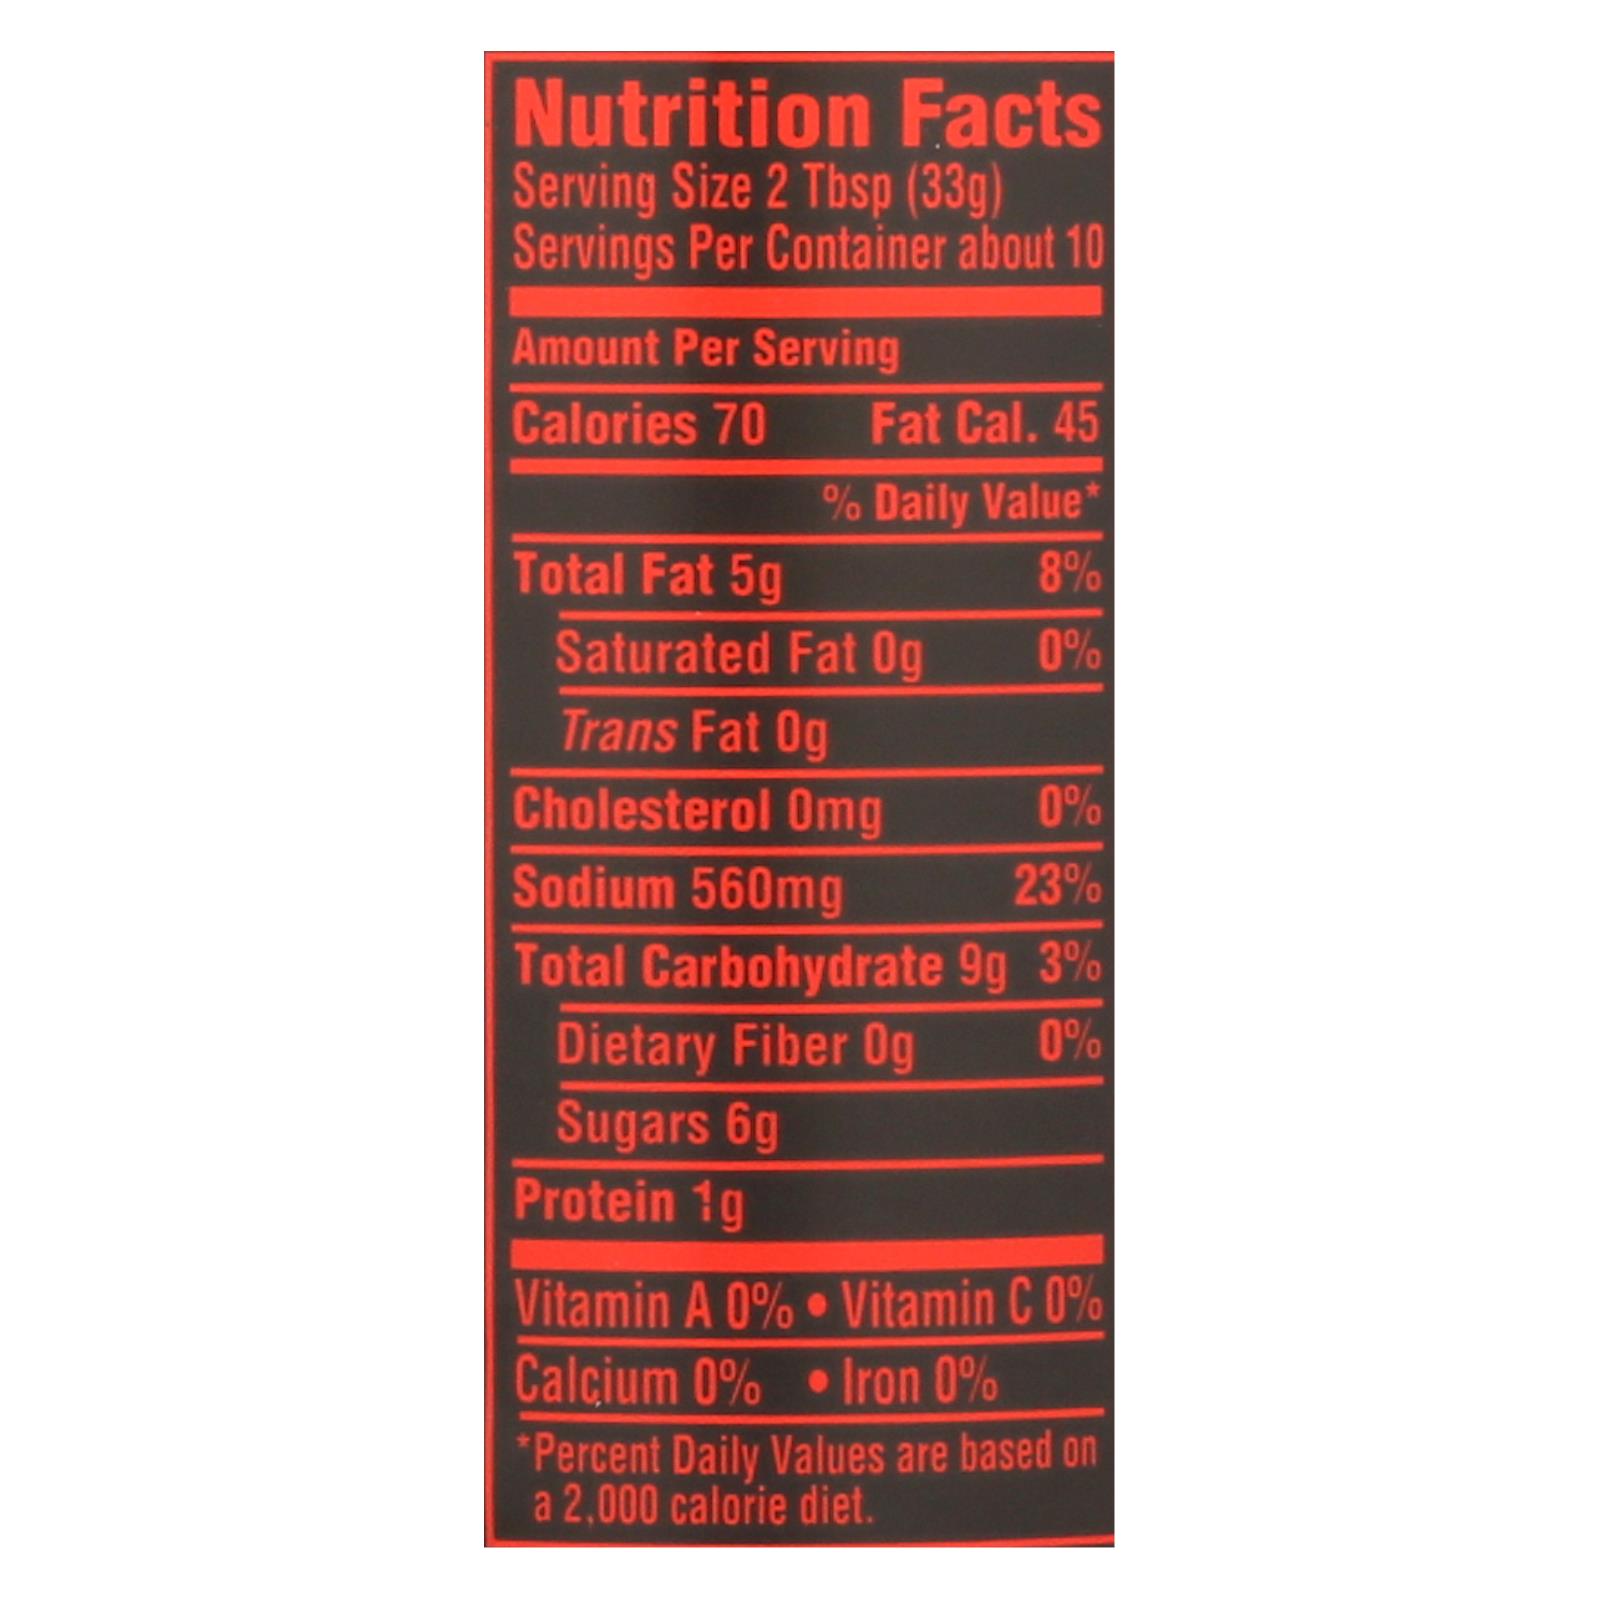 Nutrition Facts
Serving Size 2 Tbsp (33g)
Servings Per Container about 10
Amount Per Serving
Calories 70 Fat Cal. 45
% Daily Value*
Total Fat 5g 8%
Saturated Fat 0g 0%
Trans Fat 0g
Cholesterol 0mg 0%
Sodium 560mg 23%
Total Carbohydrate 9g 3%
Dietary Fiber 0g 0%
Sugars 6g
Protein 1g
Vitamin A 0% • Vitamin C 0%
Calcium 0% • Iron 0%
*Percent Daily Values are based on
a 2,000 calorie diet.